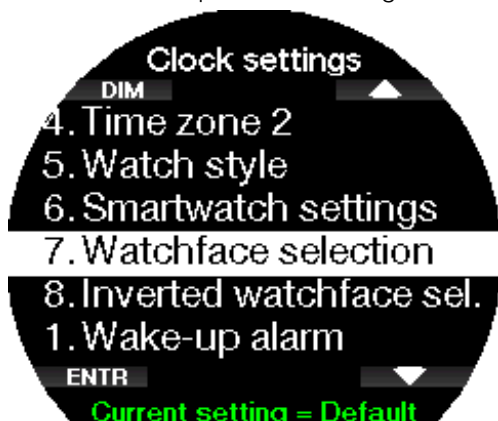 Clock settings
DIM
4. Time zone 2
5. Watch style
6. Smartwatch settings
7. Watchface selection
8. Inverted watchface sel.
1. Wake-up alarm
ENTR
Current setting = Default